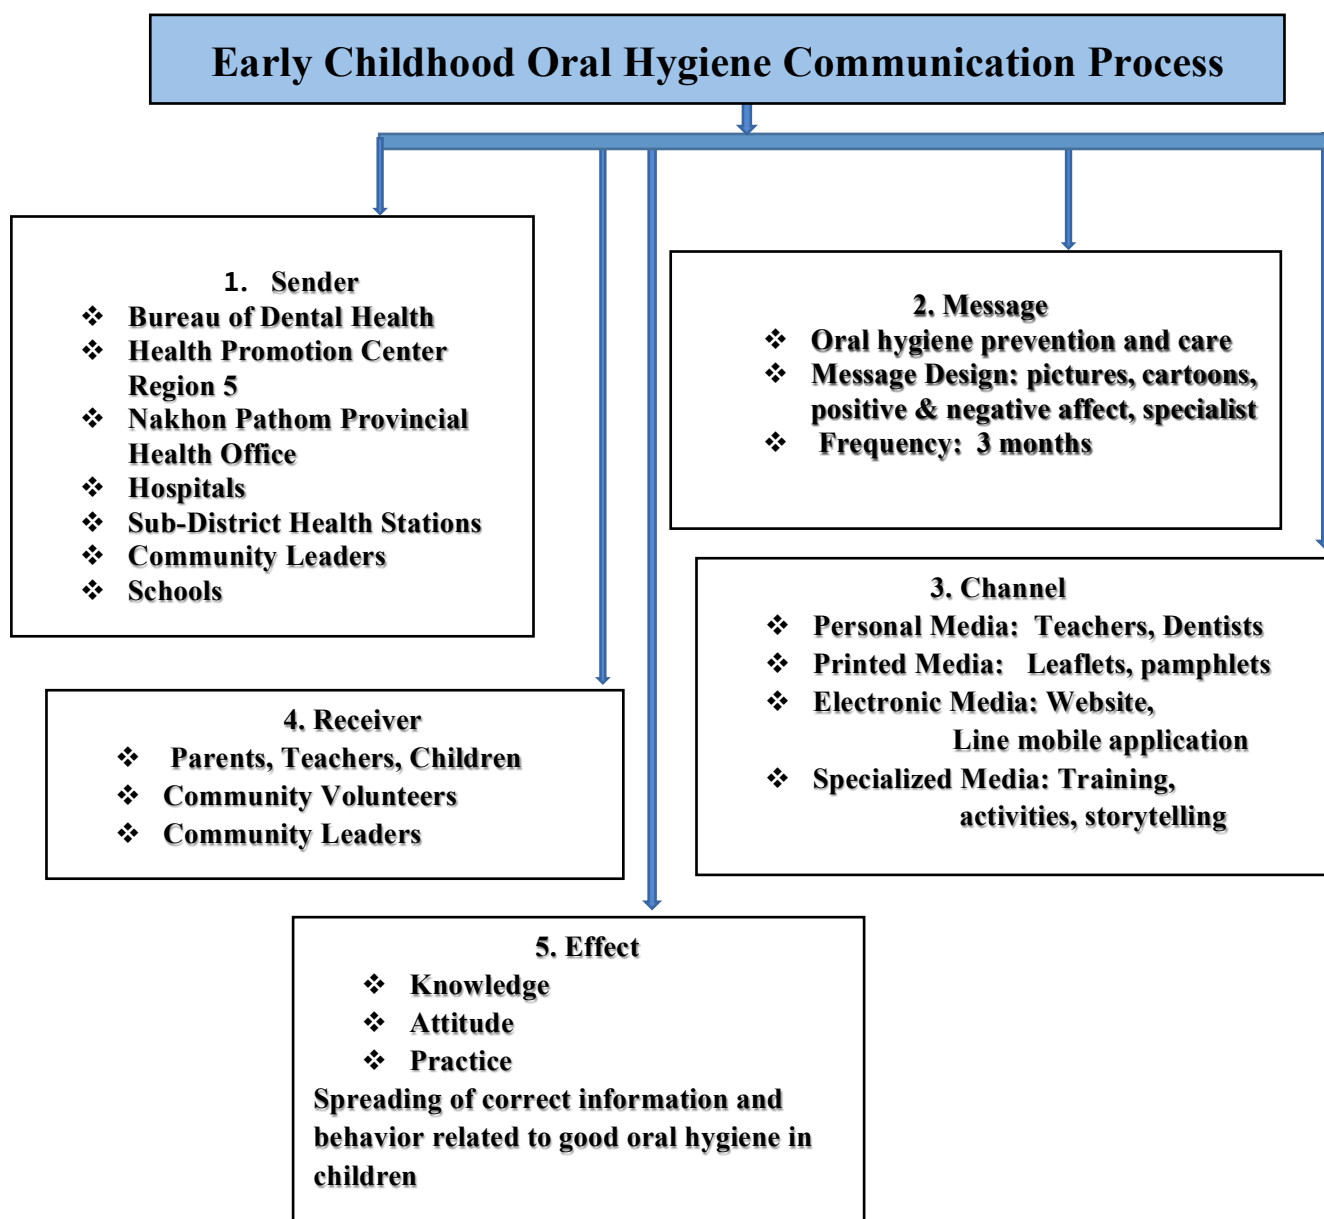 Early Childhood Oral Hygiene Communication Process
1. Sender
❖ Bureau of Dental Health
❖ Health Promotion Center
Region 5
❖ Nakhon Pathom Provincial
Health Office
❖ Hospitals
❖ Sub-District Health Stations
❖ Community Leaders
❖ Schools
2. Message
❖ Oral hygiene prevention and care
❖ Message Design: pictures, cartoons,
positive & negative affect, specialist
❖ Frequency: 3 months
3. Channel
❖ Personal Media: Teachers, Dentists
❖ Printed Media: Leaflets, pamphlets
❖ Electronic Media: Website,
Line mobile application
❖ Specialized Media: Training,
activities, storytelling
4. Receiver
❖ Parents, Teachers, Children
❖ Community Volunteers
❖ Community Leaders
5. Effect
❖ Knowledge
❖ Attitude
❖ Practice
Spreading of correct information and
behavior related to good oral hygiene in
children